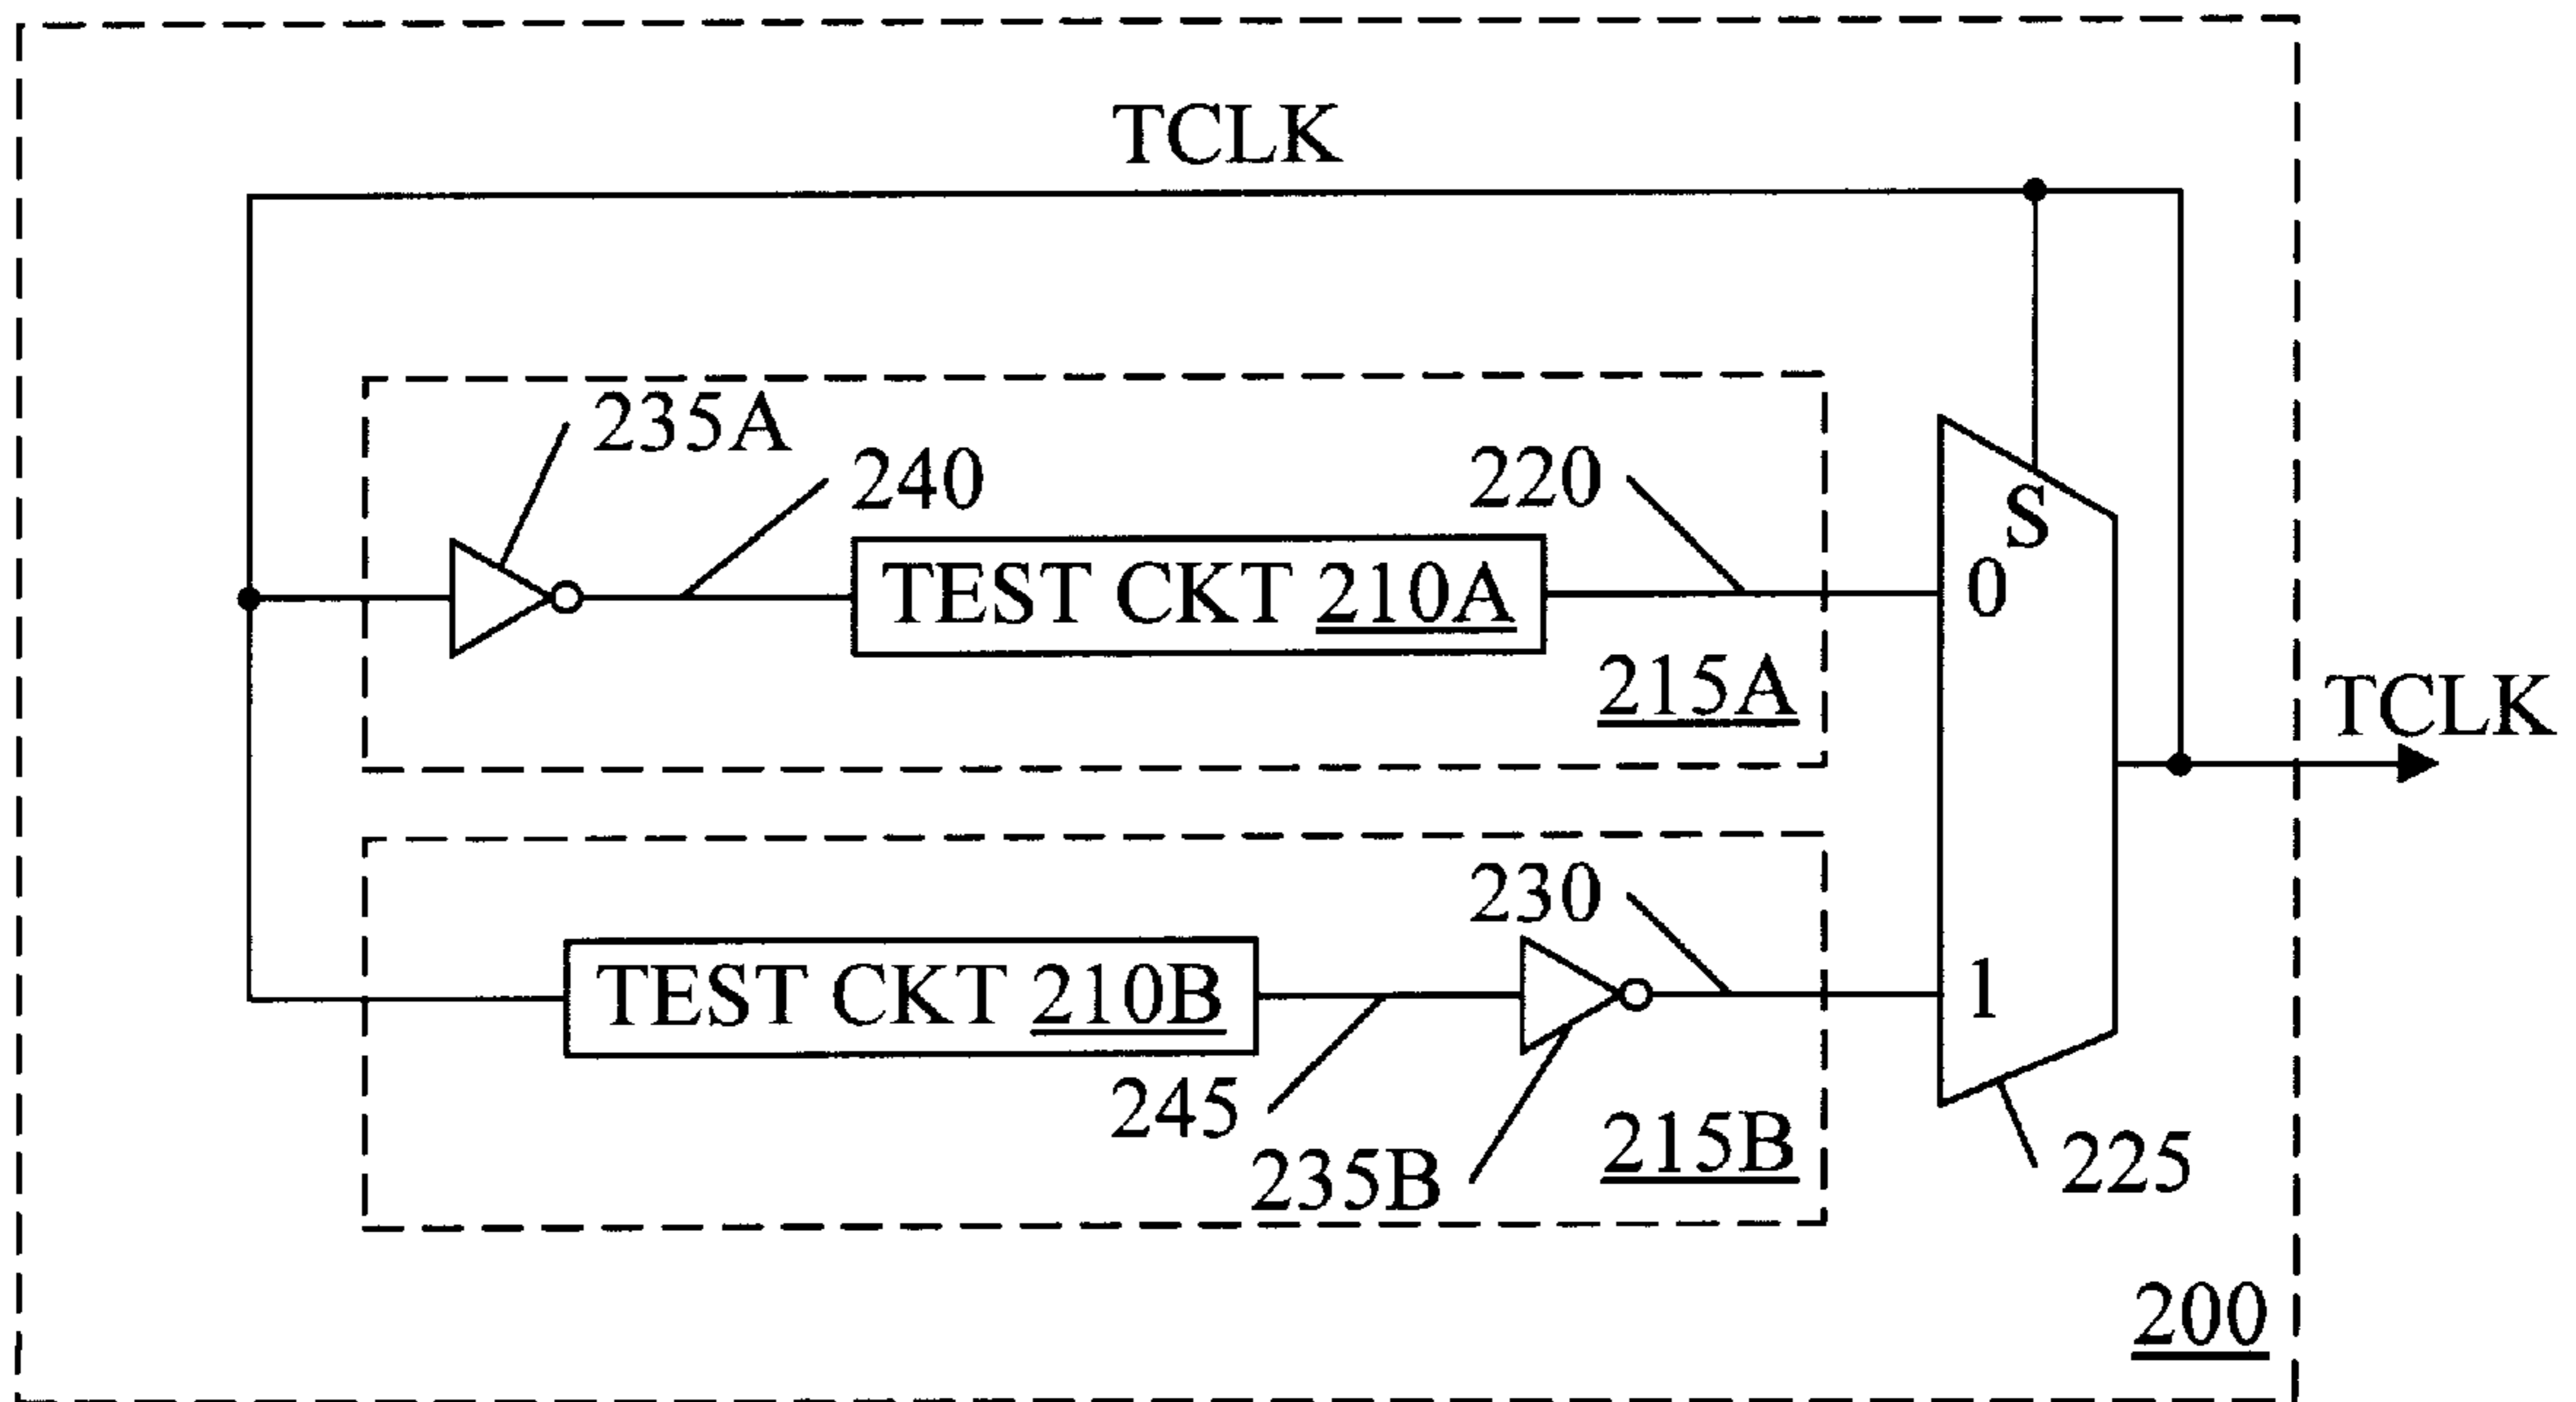 TCLK
235A
240
220
S
0
TEST CKT 210A
215A
TCLK
230
TEST CKT 210B
1
245
235B
215B
225
200